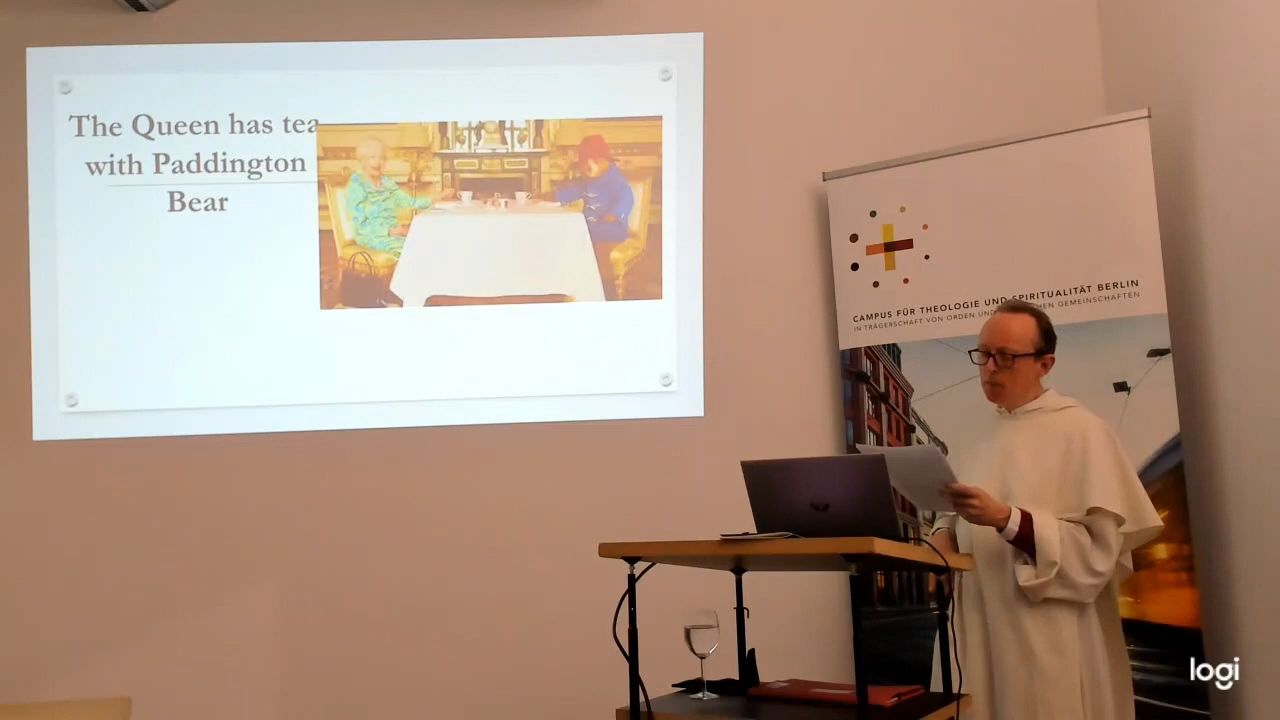 The Queen has tea
with Paddington
Bear
CAMPUS FÜR THEOLOGIE UND SPIRITUALITÄT BERLIN
IN TRÄGERSCHAFT VON ORDEN UND GEMEINSCHAFTEN
logi